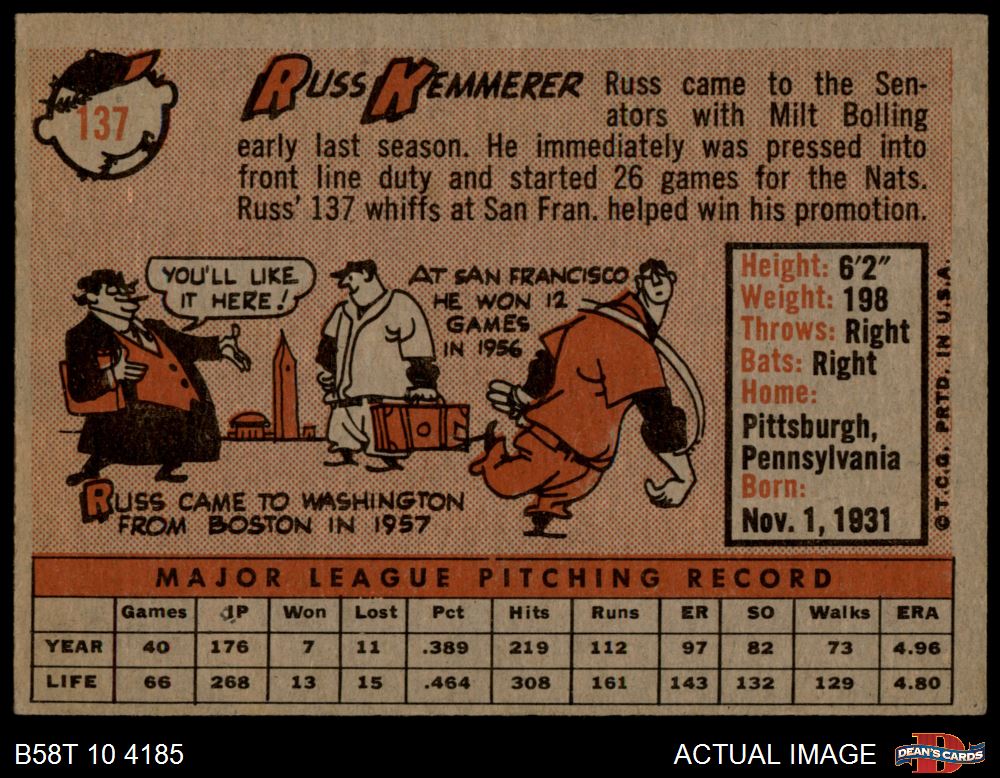 137
RUSS KEMMERER Russ came to the Sen-
ators with Milt Bolling
early last season. He immediately was pressed into
front line duty and started 26 games for the Nats.
Russ' 137 whiffs at San Fran. helped win his promotion.
YOU'LL LIKE
IT HERE!
AT SAN FRANCISCO
HE WON 12
GAMES
IN 1956
RUSS CAME TO WASHINGTON
FROM BOSTON IN 1957
Height: 6'2"
Weight: 198
Throws: Right
Bats: Right
Home:
Pittsburgh,
Pennsylvania
Born:
Nov. 1, 1931
© T.C.G. PRTD. IN U.S.A.
MAJOR LEAGUE PITCHING RECORD
Games IP Won Lost Pct Hits Runs ER SO Walks ERA
YEAR 40 176 7 11 .389 219 112 97 82 73 4.96
LIFE 66 268 13 15 .464 308 161 143 132 129 4.80
B58T 10 4185
ACTUAL IMAGE
D
DEAN'S CARDS